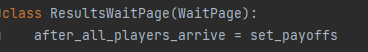 class ResultsWaitPage(WaitPage):
    after_all_players_arrive = set_payoffs